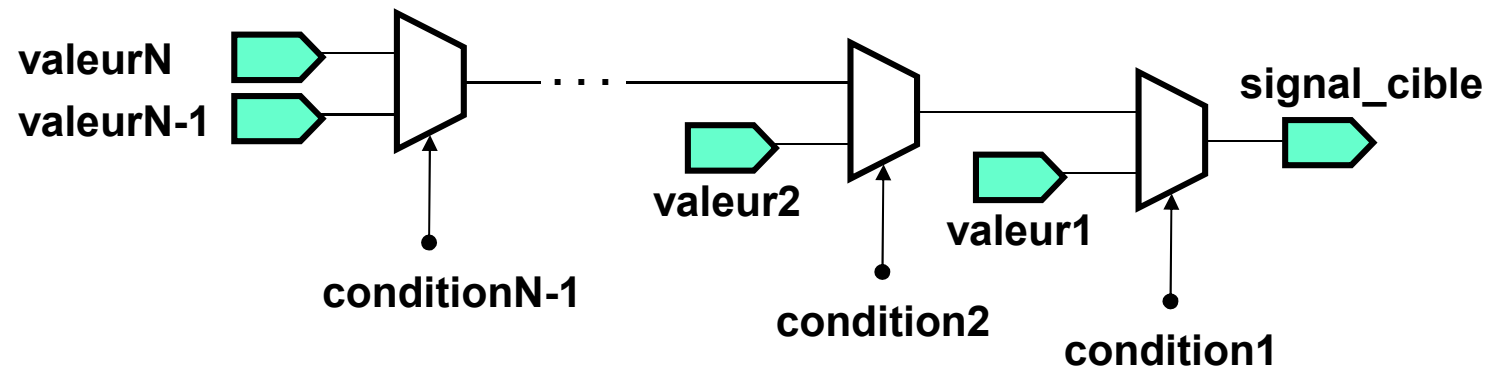 valeurN
valeurN-1
. . .
signal_cible
valeur2
valeur1
conditionN-1
condition2
condition1